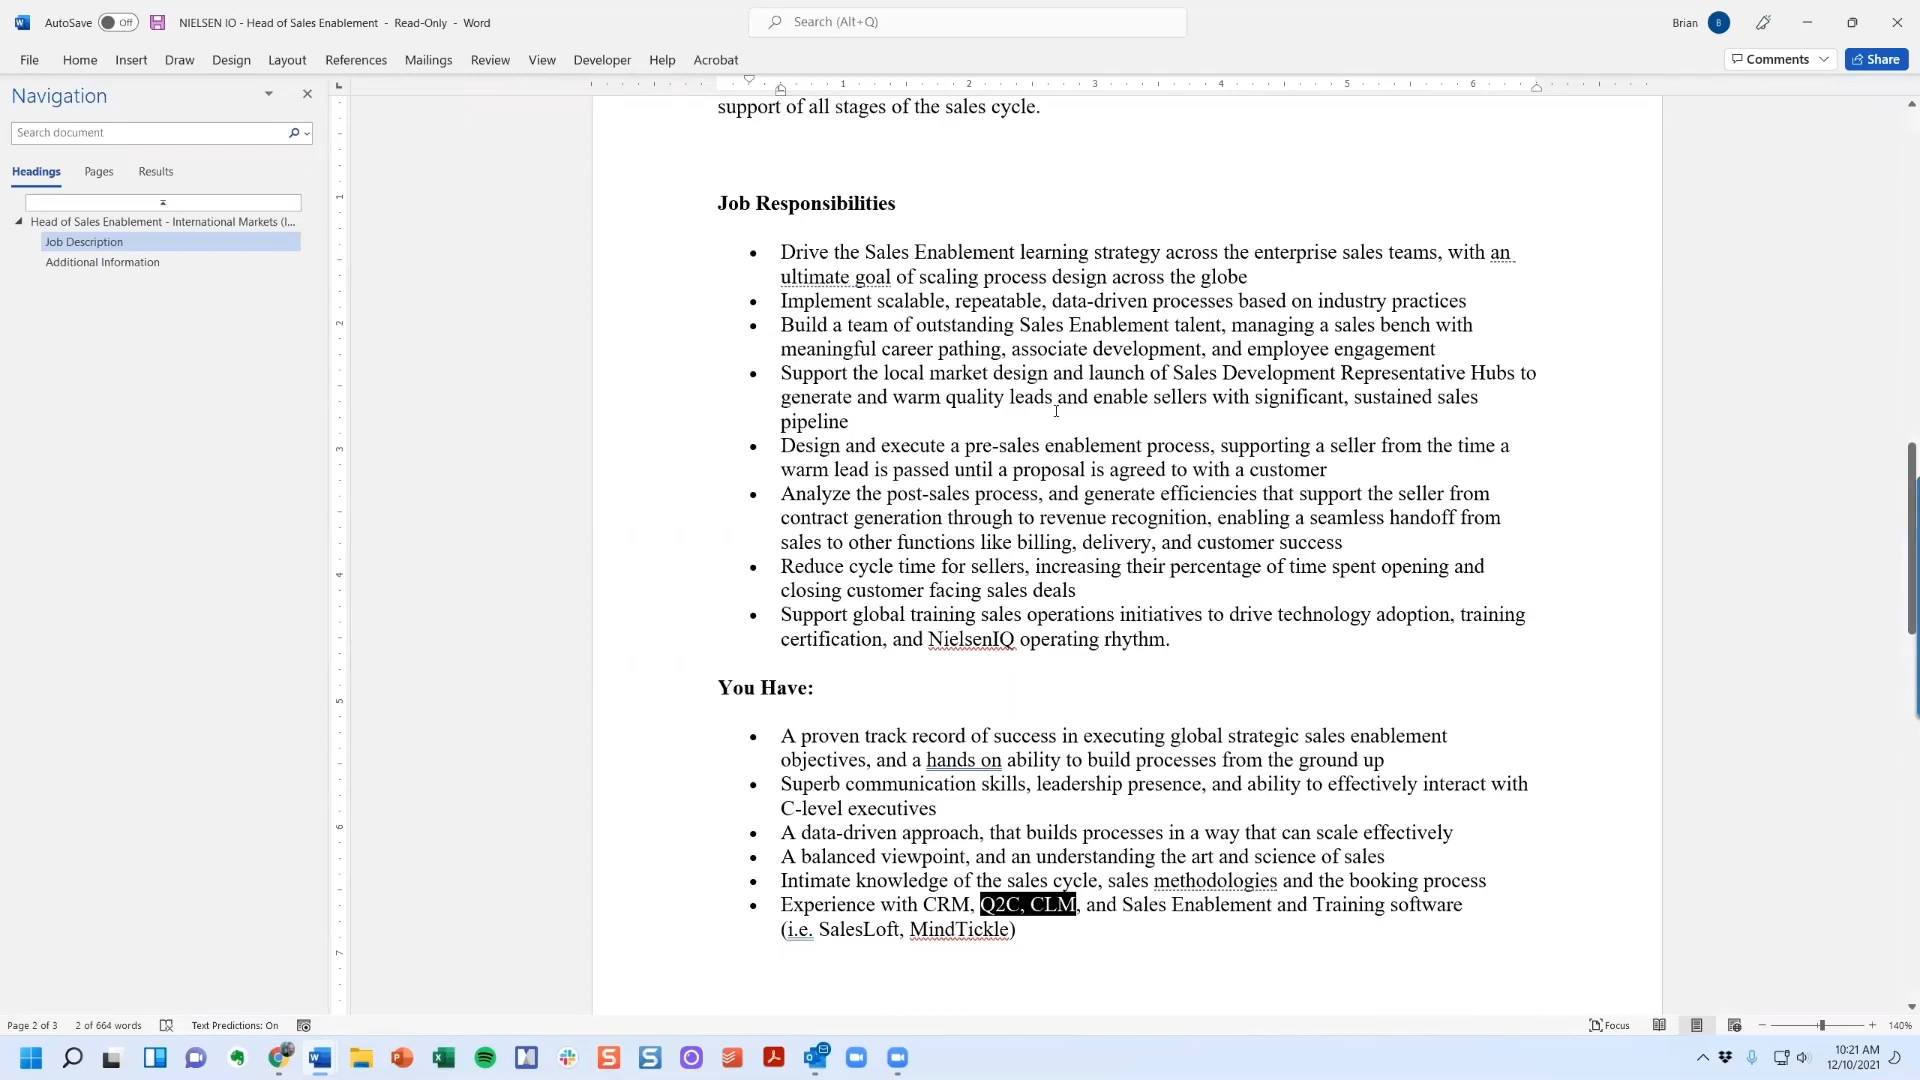 AutoSave Off NIELSEN IO - Head of Sales Enablement - Read-Only - Word Search (Alt+Q) Brian B
File Home Insert Draw Design Layout References Mailings Review View Developer Help Acrobat Comments Share
Navigation
Search document
Headings Pages Results
Head of Sales Enablement - International Markets (I...
Job Description
Additional Information
1 2 3 4 5 6
1
2
3
4
5
6
7
support of all stages of the sales cycle.
Job Responsibilities
• Drive the Sales Enablement learning strategy across the enterprise sales teams, with an
ultimate goal of scaling process design across the globe
• Implement scalable, repeatable, data-driven processes based on industry practices
• Build a team of outstanding Sales Enablement talent, managing a sales bench with
meaningful career pathing, associate development, and employee engagement
• Support the local market design and launch of Sales Development Representative Hubs to
generate and warm quality leads and enable sellers with significant, sustained sales
pipeline
• Design and execute a pre-sales enablement process, supporting a seller from the time a
warm lead is passed until a proposal is agreed to with a customer
• Analyze the post-sales process, and generate efficiencies that support the seller from
contract generation through to revenue recognition, enabling a seamless handoff from
sales to other functions like billing, delivery, and customer success
• Reduce cycle time for sellers, increasing their percentage of time spent opening and
closing customer facing sales deals
• Support global training sales operations initiatives to drive technology adoption, training
certification, and NielsenIQ operating rhythm.
You Have:
• A proven track record of success in executing global strategic sales enablement
objectives, and a hands on ability to build processes from the ground up
• Superb communication skills, leadership presence, and ability to effectively interact with
C-level executives
• A data-driven approach, that builds processes in a way that can scale effectively
• A balanced viewpoint, and an understanding the art and science of sales
• Intimate knowledge of the sales cycle, sales methodologies and the booking process
• Experience with CRM, Q2C, CLM, and Sales Enablement and Training software
(i.e. SalesLoft, MindTickle)
Page 2 of 3 2 of 664 words Text Predictions: On Focus 140%
10:21 AM
12/10/2021